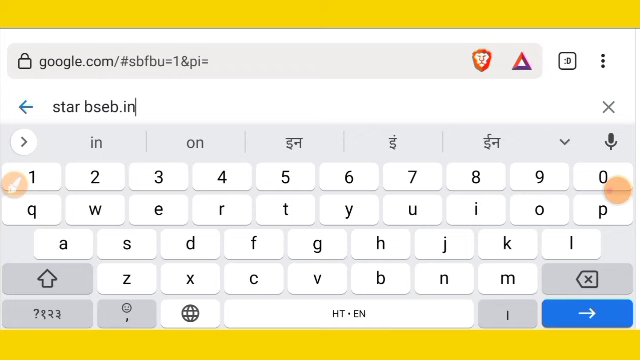 google.com/#sbfbu=1&pi=
:D
star bseb.in
in on इन इं ईन
1 2 3 4 5 6 7 8 9 0
q w e r t y u i o p
a s d f g h j k l
z x c v b n m
?१२३ , HT • EN ।